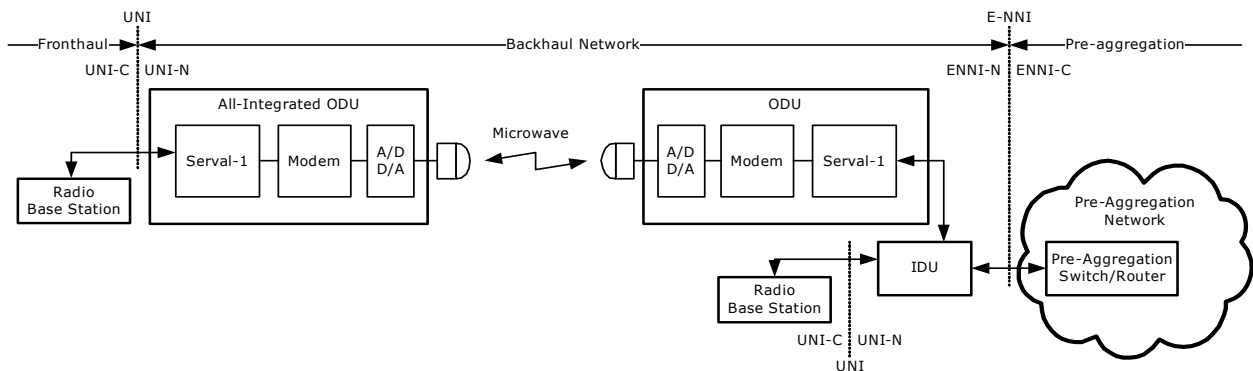 UNI
E-NNI
Fronthaul
Backhaul Network
Pre-aggregation
UNI-C
UNI-N
ENNI-N
ENNI-C
All-Integrated ODU
Serval-1
Modem
A/D
D/A
Microwave
ODU
A/D
D/A
Modem
Serval-1
Radio
Base Station
Pre-Aggregation
Network
IDU
Pre-Aggregation
Switch/Router
Radio
Base Station
UNI-C
UNI-N
UNI